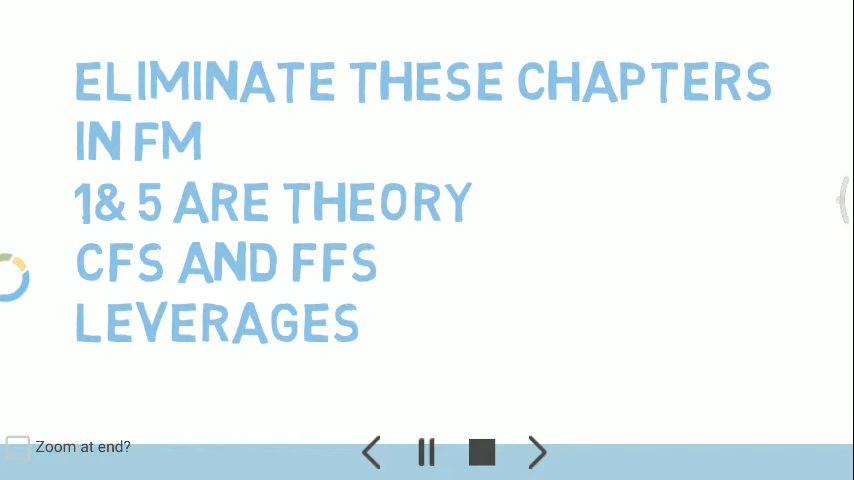 ELIMINATE THESE CHAPTERS
IN FM
1& 5 ARE THEORY
CFS AND FFS
LEVERAGES
Zoom at end?